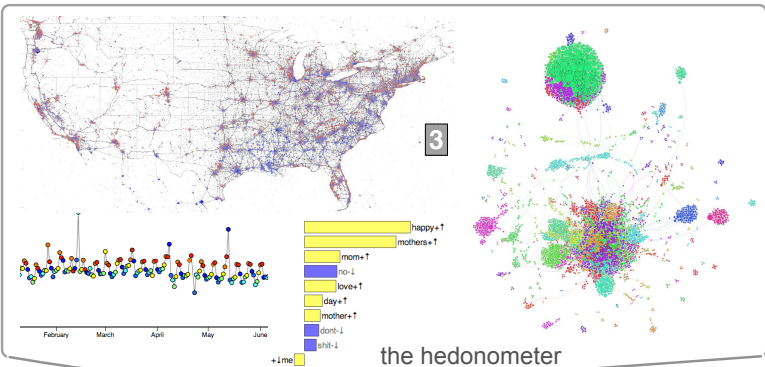 3
happy+↑
mothers+↑
mom+↑
no-↓
love+↑
day+↑
mother+↑
dont-↓
shit-↓
+↓me
February March April May June
the hedonometer